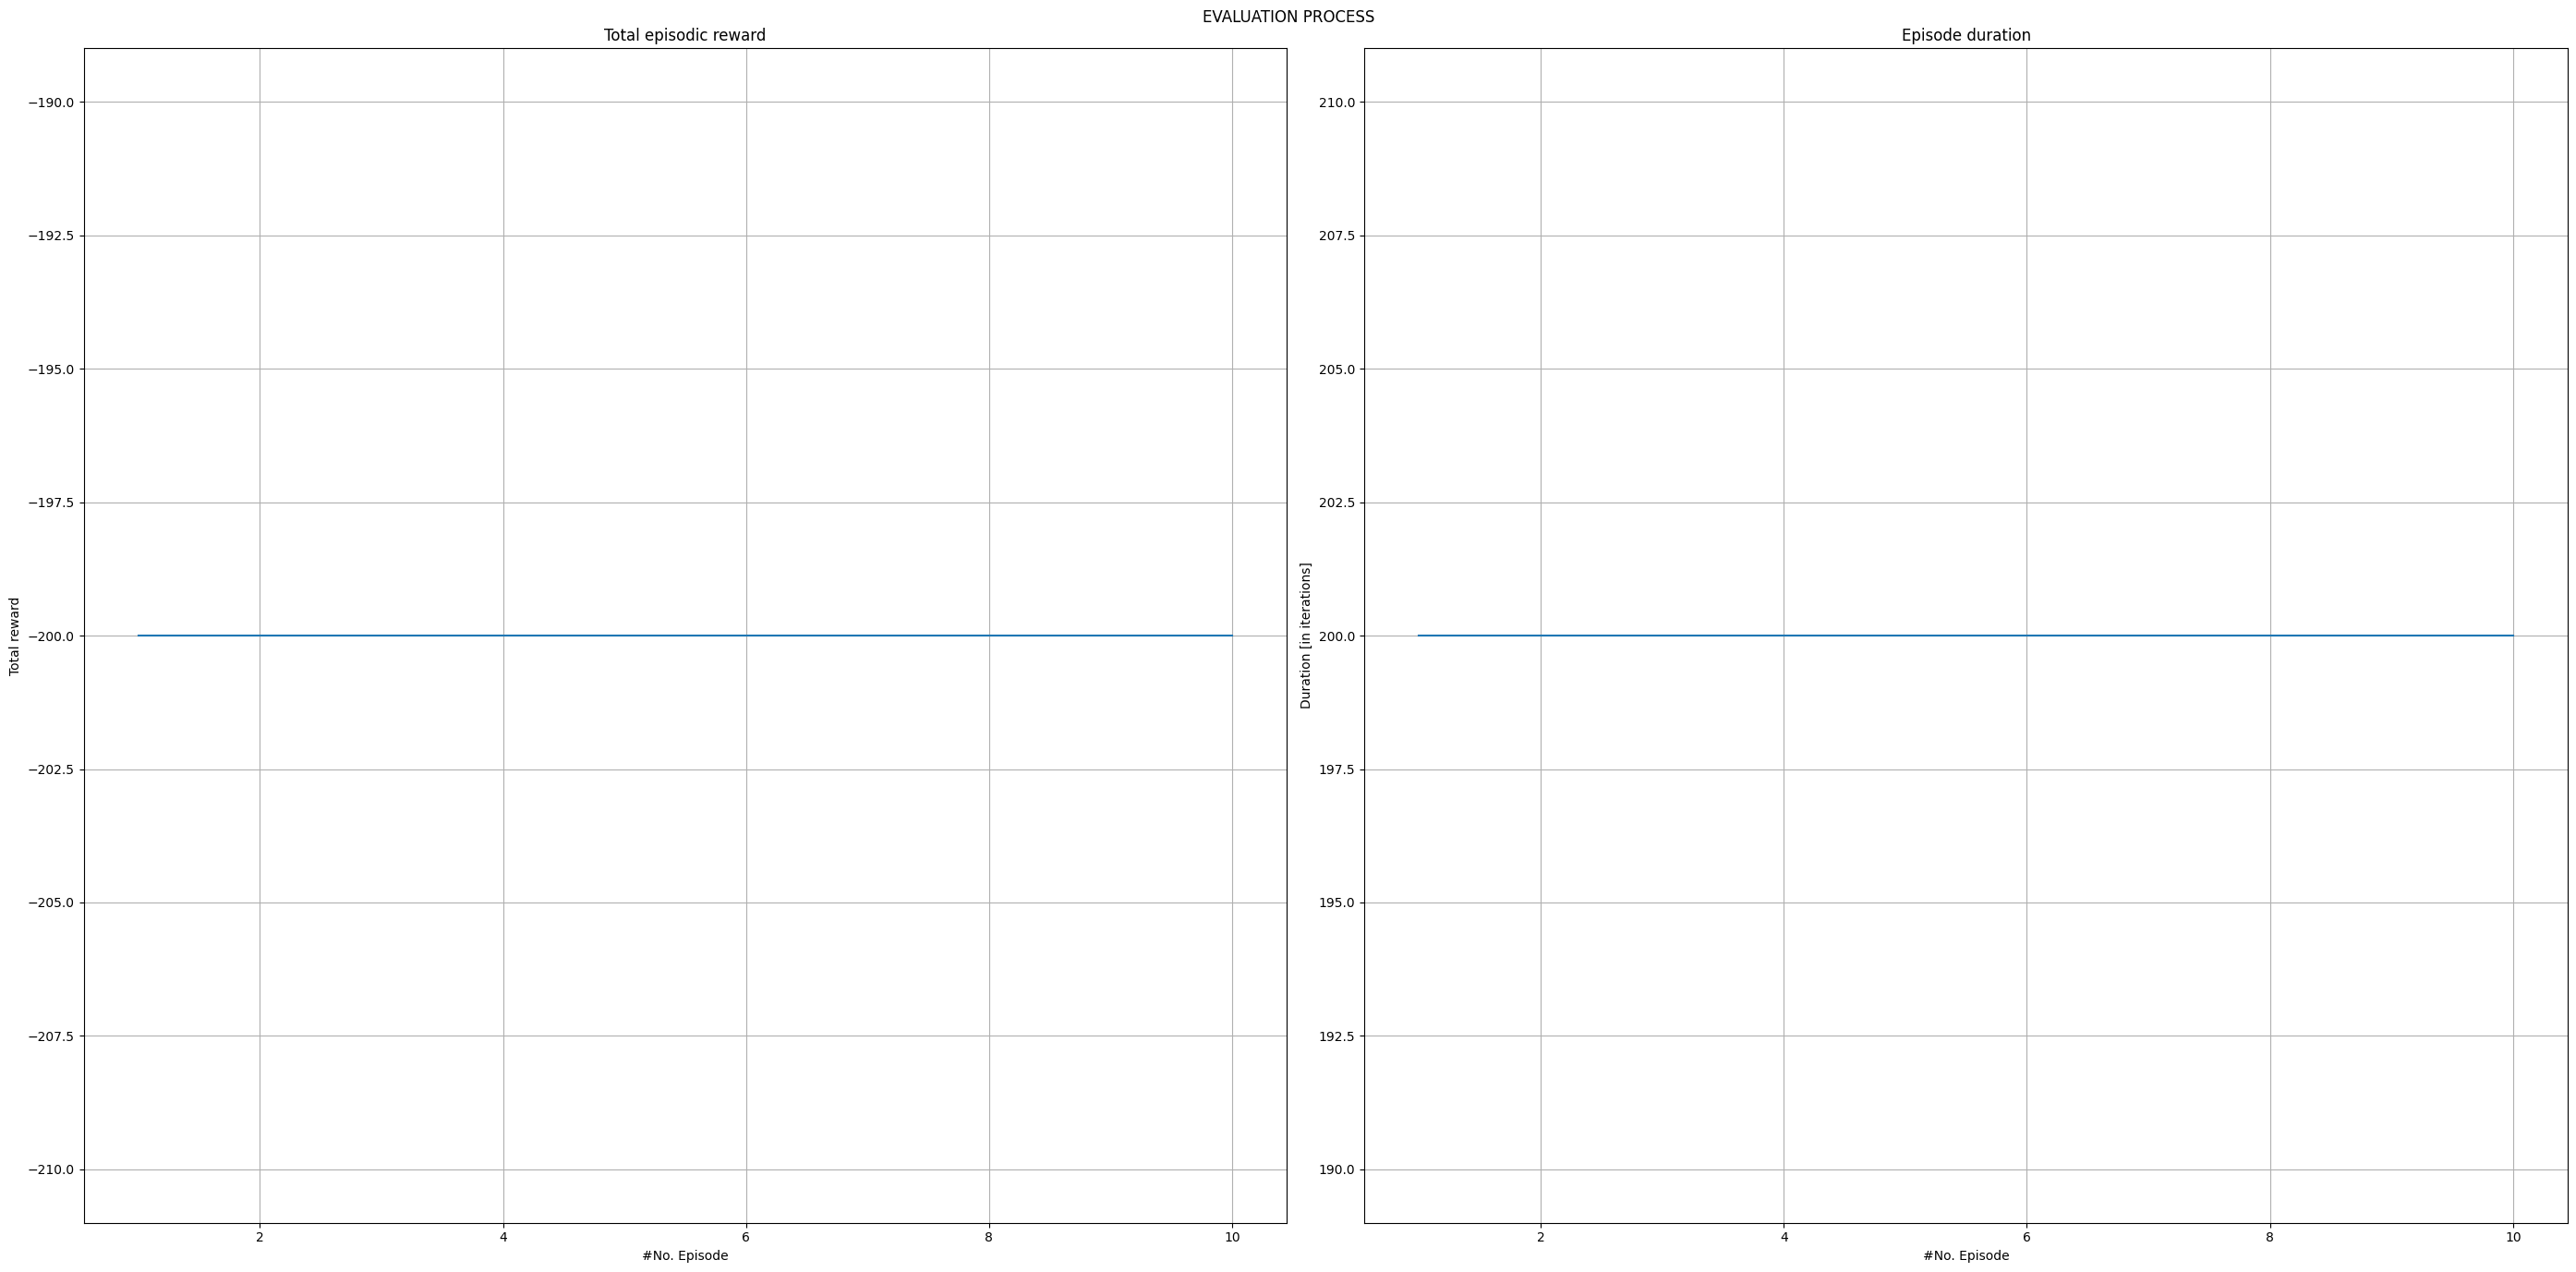 EVALUATION PROCESS
Total episodic reward
−190.0
−192.5
−195.0
−197.5
−200.0
−202.5
−205.0
−207.5
−210.0
Total reward
2 4 6 8 10
#No. Episode
Episode duration
210.0
207.5
205.0
202.5
200.0
197.5
195.0
192.5
190.0
Duration [in iterations]
2 4 6 8 10
#No. Episode